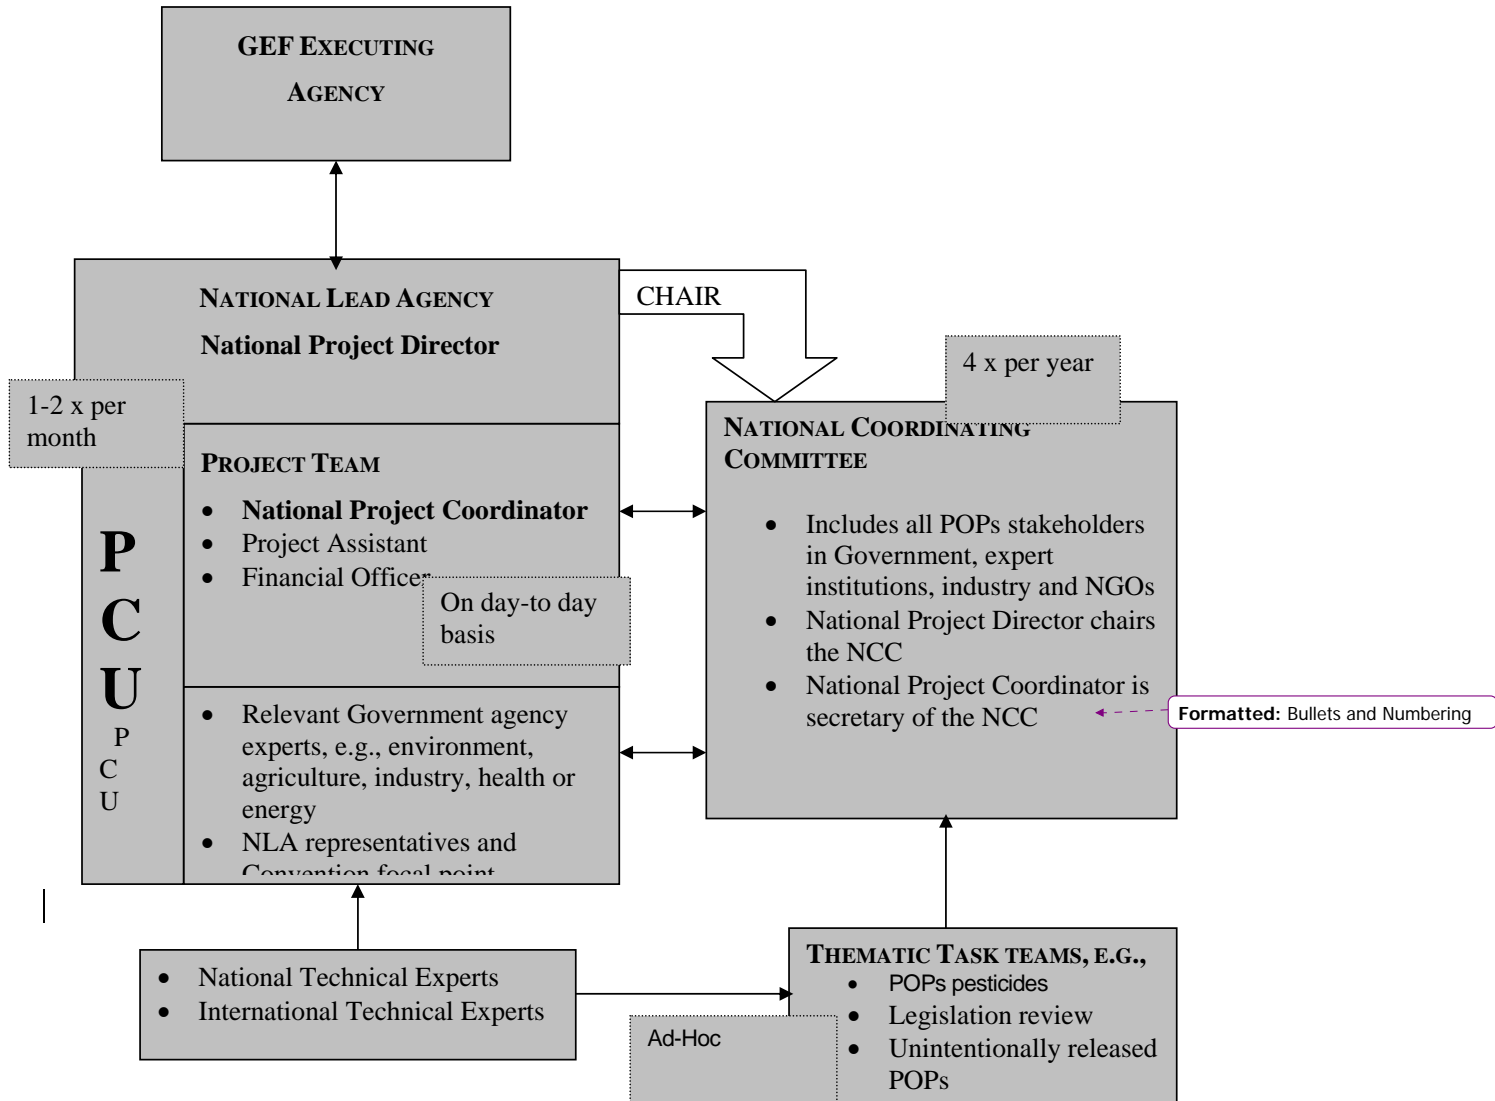 GEF EXECUTING
AGENCY
NATIONAL LEAD AGENCY
National Project Director
CHAIR
4 x per year
1-2 x per
month
PROJECT TEAM
• National Project Coordinator
• Project Assistant
• Financial Officer
On day-to day
basis
P
C
U
P
C
U
• Relevant Government agency
experts, e.g., environment,
agriculture, industry, health or
energy
• NLA representatives and
Convention focal point
NATIONAL COORDINATING
COMMITTEE
• Includes all POPs stakeholders
in Government, expert
institutions, industry and NGOs
• National Project Director chairs
the NCC
• National Project Coordinator is
secretary of the NCC
Formatted: Bullets and Numbering
• National Technical Experts
• International Technical Experts
THEMATIC TASK TEAMS, E.G.,
• POPs pesticides
• Legislation review
• Unintentionally released
POPs
Ad-Hoc